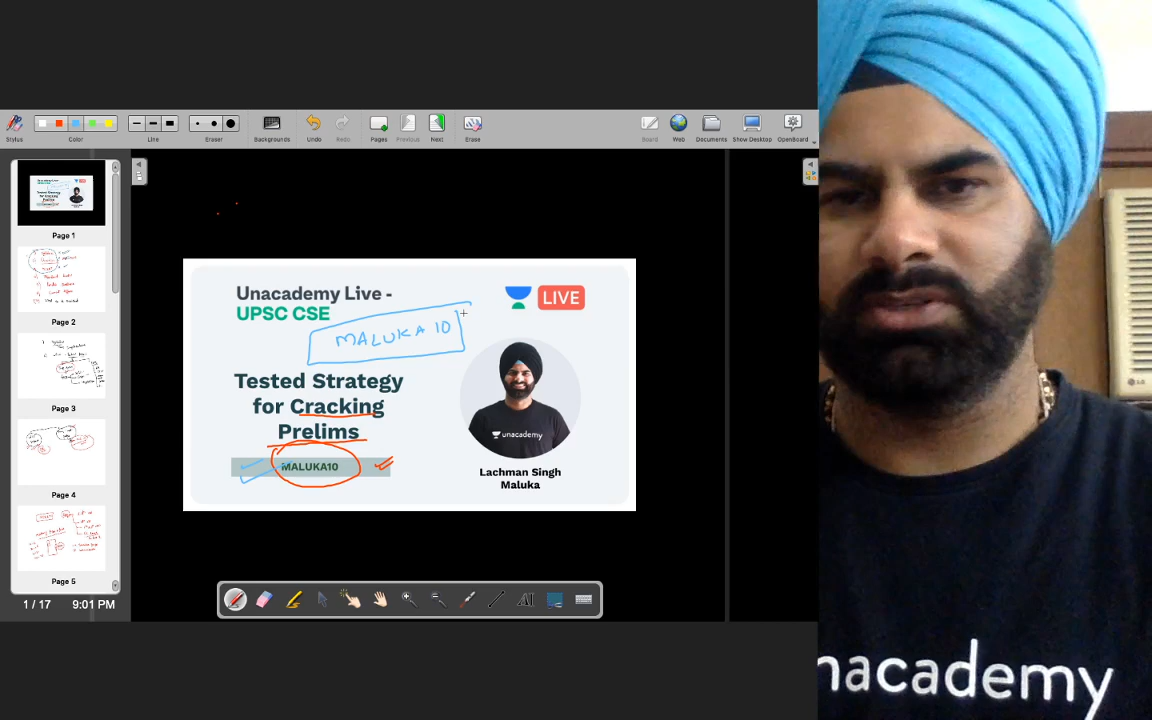 Stylus
Color
Line
Eraser
Backgrounds
Undo
Redo
Pages
Previous
Next
Erase
Board
Web
Documents
Show Desktop
OpenBoard
Page 1
Page 2
Page 3
Page 4
Page 5
1 / 17
9:01 PM
Unacademy Live -
UPSC CSE
LIVE
MALUKA 10
Tested Strategy
for Cracking
Prelims
MALUKA10
unacademy
Lachman Singh
Maluka
AI
LG
unacademy